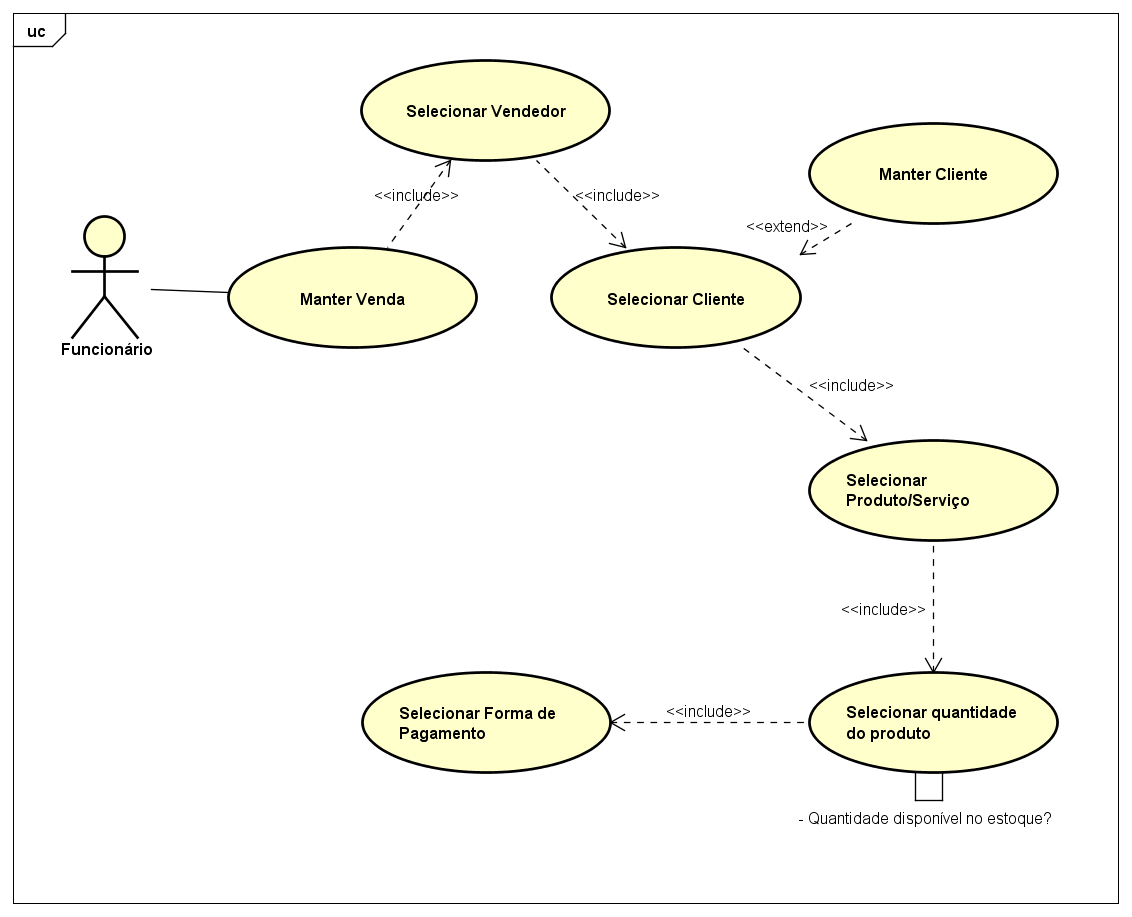 uc
Selecionar Vendedor
Manter Cliente
<<include>>
<<include>>
<<extend>>
Manter Venda
Selecionar Cliente
Funcionário
<<include>>
Selecionar
Produto/Serviço
<<include>>
Selecionar Forma de
Pagamento
<<include>>
Selecionar quantidade
do produto
- Quantidade disponível no estoque?